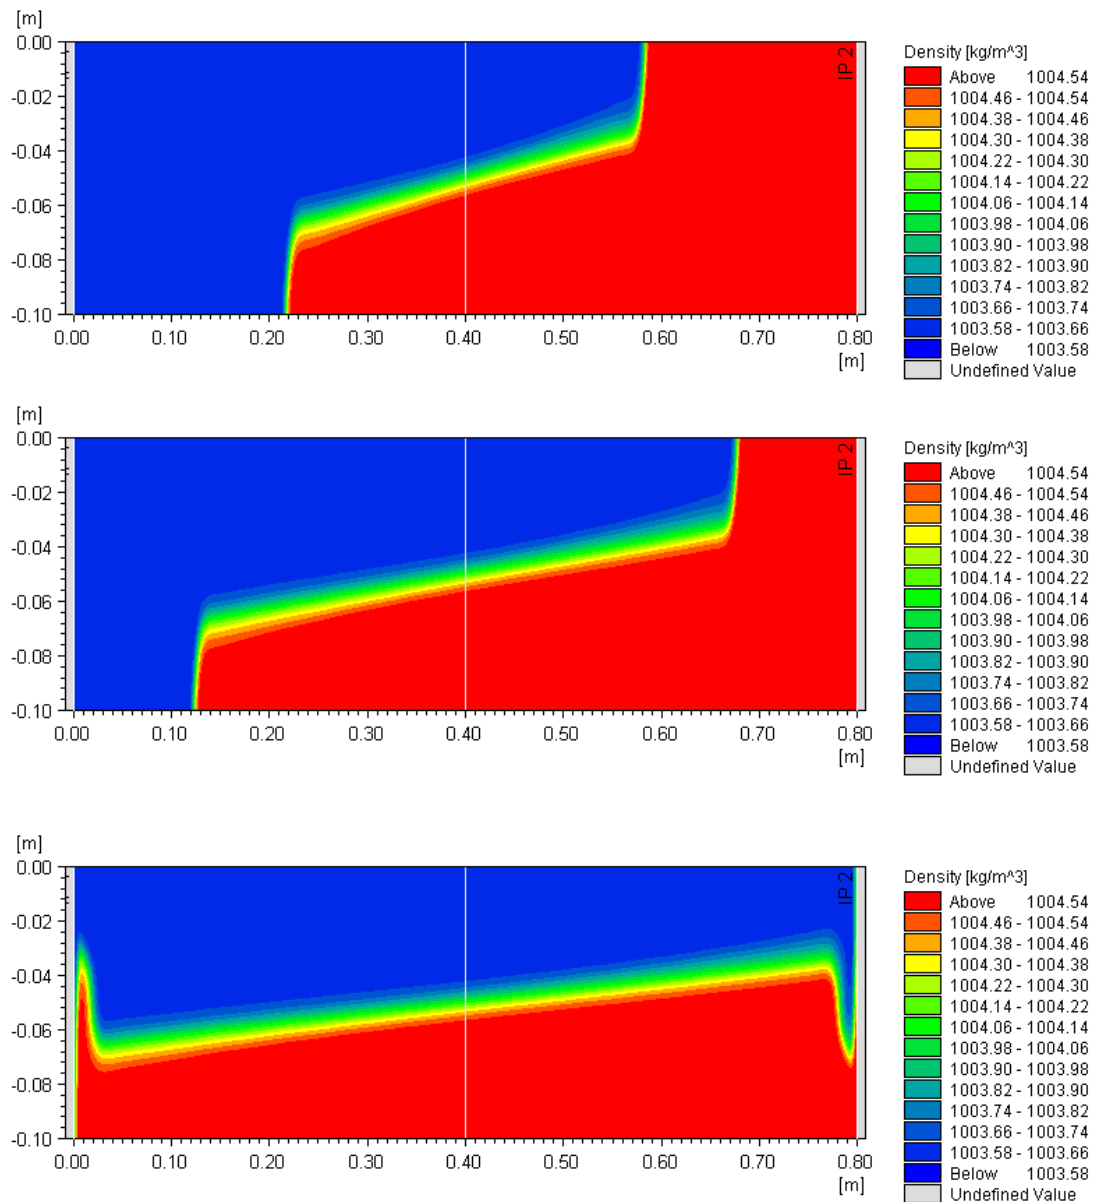 [m]
0.00
-0.02
-0.04
-0.06
-0.08
-0.10
0.00 0.10 0.20 0.30 0.40 0.50 0.60 0.70 0.80
[m]
IP 2
Density [kg/m^3]
Above 1004.54
1004.46 - 1004.54
1004.38 - 1004.46
1004.30 - 1004.38
1004.22 - 1004.30
1004.14 - 1004.22
1004.06 - 1004.14
1003.98 - 1004.06
1003.90 - 1003.98
1003.82 - 1003.90
1003.74 - 1003.82
1003.66 - 1003.74
1003.58 - 1003.66
Below 1003.58
Undefined Value
[m]
0.00
-0.02
-0.04
-0.06
-0.08
-0.10
0.00 0.10 0.20 0.30 0.40 0.50 0.60 0.70 0.80
[m]
IP 2
Density [kg/m^3]
Above 1004.54
1004.46 - 1004.54
1004.38 - 1004.46
1004.30 - 1004.38
1004.22 - 1004.30
1004.14 - 1004.22
1004.06 - 1004.14
1003.98 - 1004.06
1003.90 - 1003.98
1003.82 - 1003.90
1003.74 - 1003.82
1003.66 - 1003.74
1003.58 - 1003.66
Below 1003.58
Undefined Value
[m]
0.00
-0.02
-0.04
-0.06
-0.08
-0.10
0.00 0.10 0.20 0.30 0.40 0.50 0.60 0.70 0.80
[m]
IP 2
Density [kg/m^3]
Above 1004.54
1004.46 - 1004.54
1004.38 - 1004.46
1004.30 - 1004.38
1004.22 - 1004.30
1004.14 - 1004.22
1004.06 - 1004.14
1003.98 - 1004.06
1003.90 - 1003.98
1003.82 - 1003.90
1003.74 - 1003.82
1003.66 - 1003.74
1003.58 - 1003.66
Below 1003.58
Undefined Value